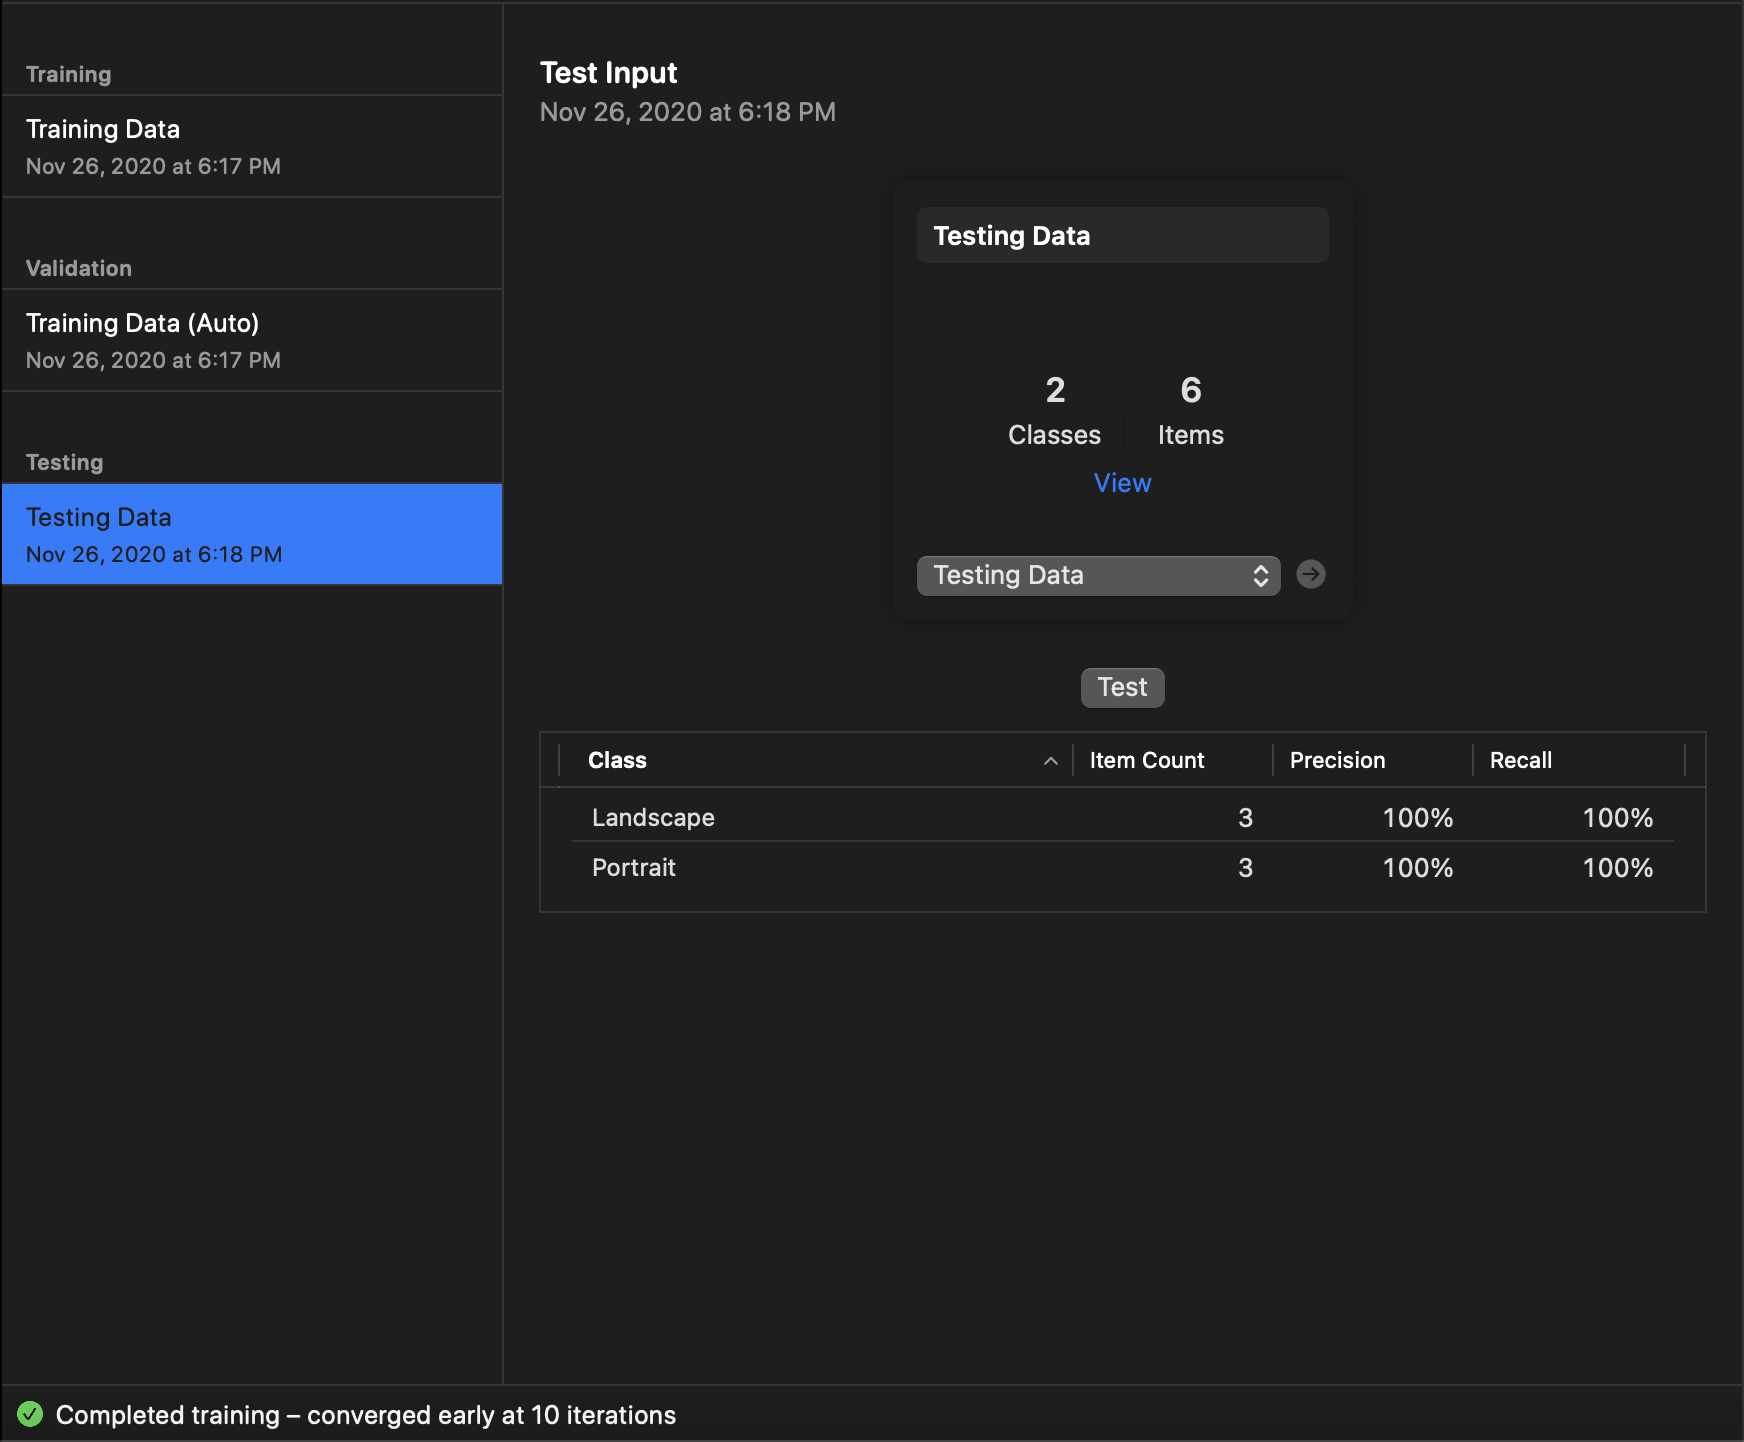 Training
Training Data
Nov 26, 2020 at 6:17 PM
Validation
Training Data (Auto)
Nov 26, 2020 at 6:17 PM
Testing
Testing Data
Nov 26, 2020 at 6:18 PM
Test Input
Nov 26, 2020 at 6:18 PM
Testing Data
2 6
Classes Items
View
Testing Data
Test
Class Item Count Precision Recall
Landscape 3 100% 100%
Portrait 3 100% 100%
Completed training – converged early at 10 iterations